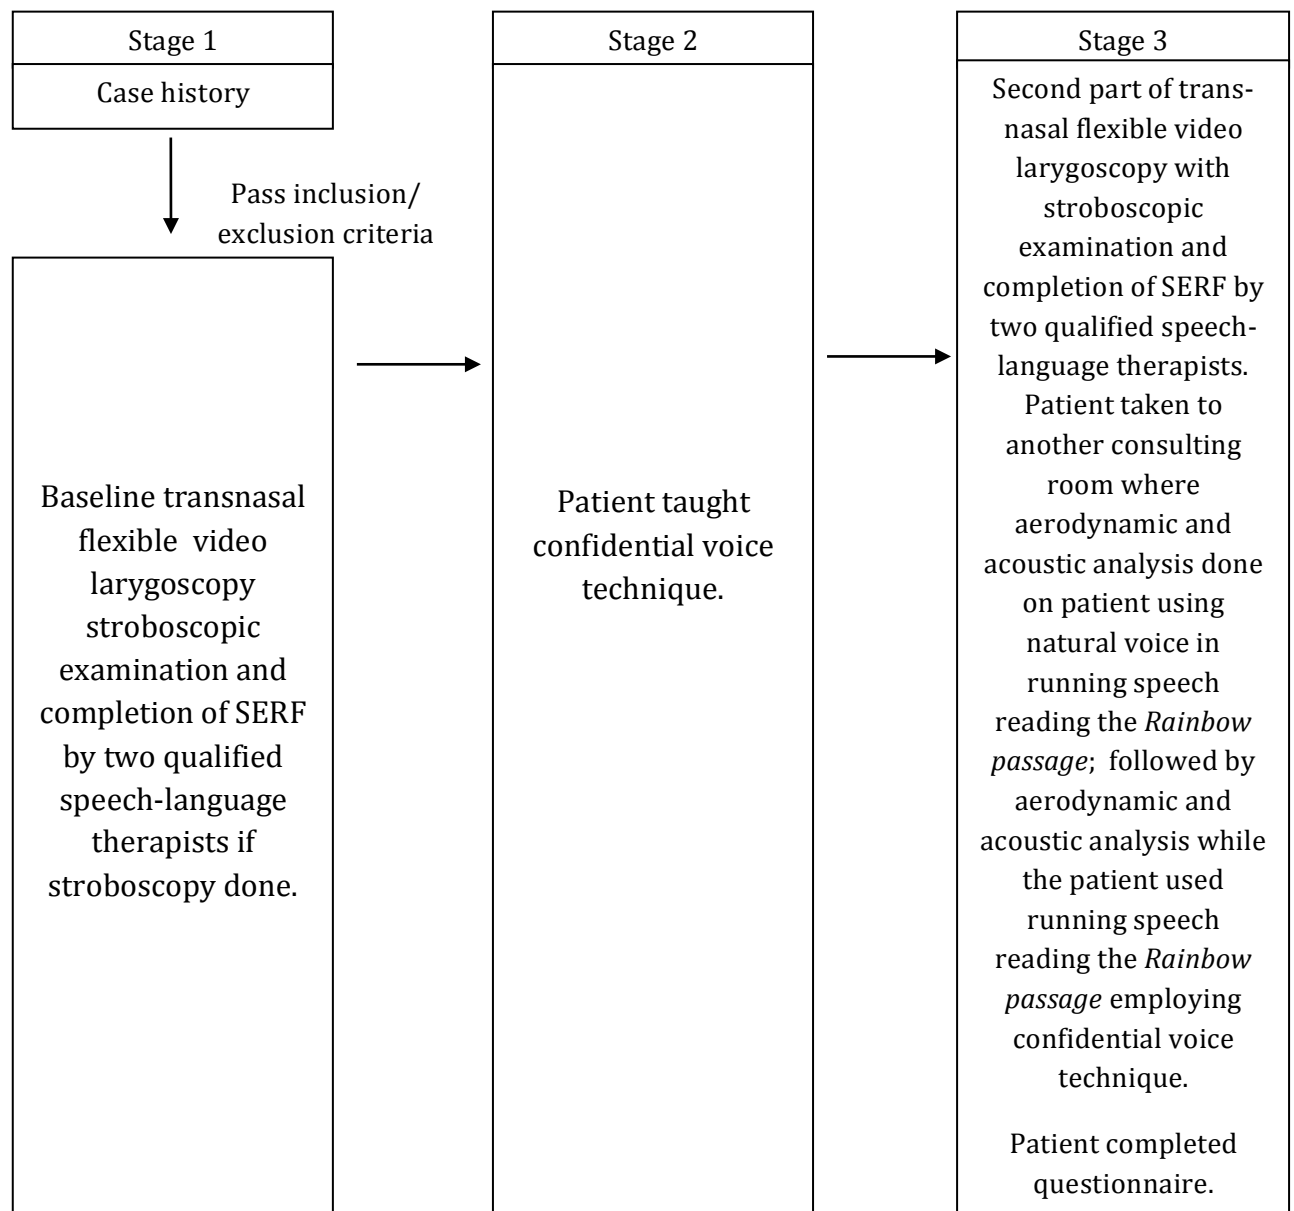 Stage 1
Case history
Pass inclusion/
exclusion criteria
Baseline transnasal
flexible video
larygoscopy
stroboscopic
examination and
completion of SERF
by two qualified
speech-language
therapists if
stroboscopy done.
Stage 2
Patient taught
confidential voice
technique.
Stage 3
Second part of trans-
nasal flexible video
larygoscopy with
stroboscopic
examination and
completion of SERF by
two qualified speech-
language therapists.
Patient taken to
another consulting
room where
aerodynamic and
acoustic analysis done
on patient using
natural voice in
running speech
reading the Rainbow
passage; followed by
aerodynamic and
acoustic analysis while
the patient used
running speech
reading the Rainbow
passage employing
confidential voice
technique.
Patient completed
questionnaire.